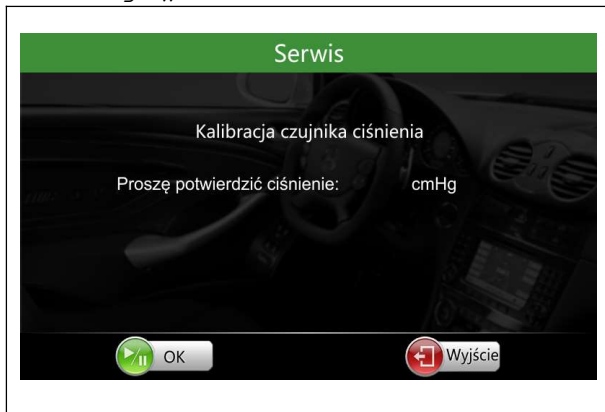 Serwis
Kalibracja czujnika ciśnienia
Proszę potwierdzić ciśnienie: cmHg
OK Wyjście